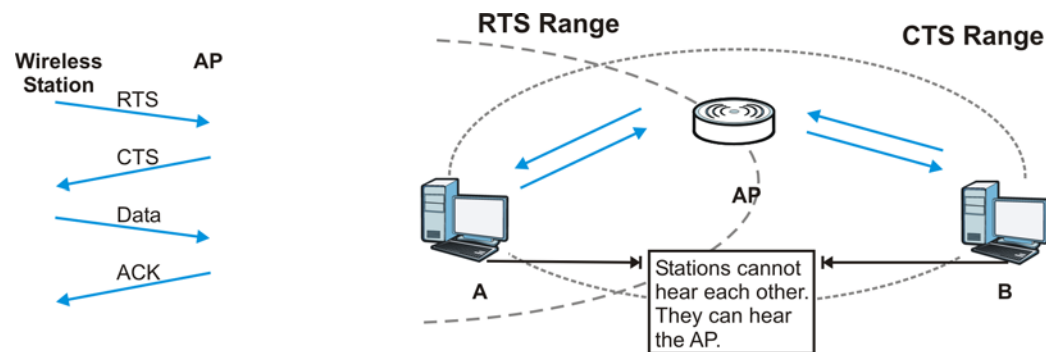 Wireless
Station
AP
RTS
CTS
Data
ACK
RTS Range
CTS Range
AP
A
Stations cannot
hear each other.
They can hear
the AP.
B